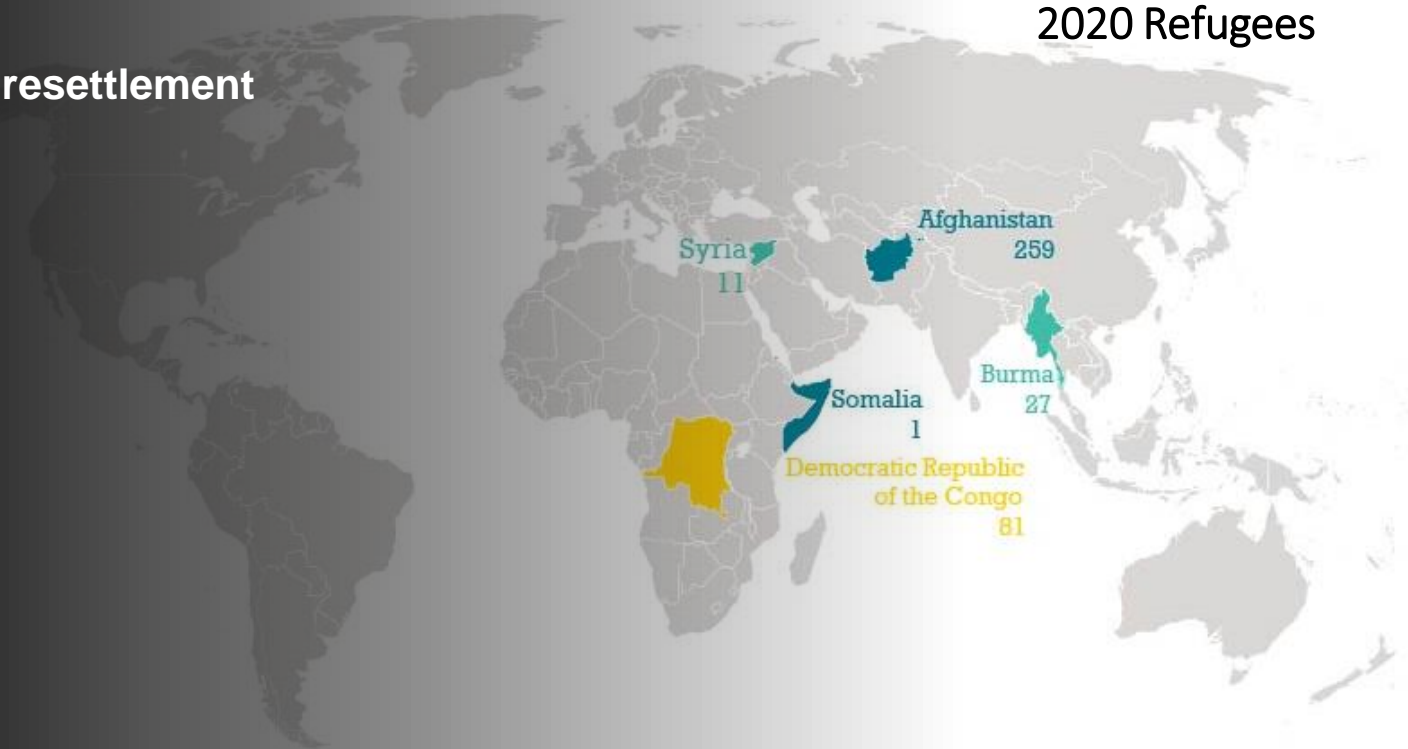 2020 Refugees
resettlement
Afghanistan
259
Syria
11
Burma
27
Somalia
1
Democratic Republic
of the Congo
81